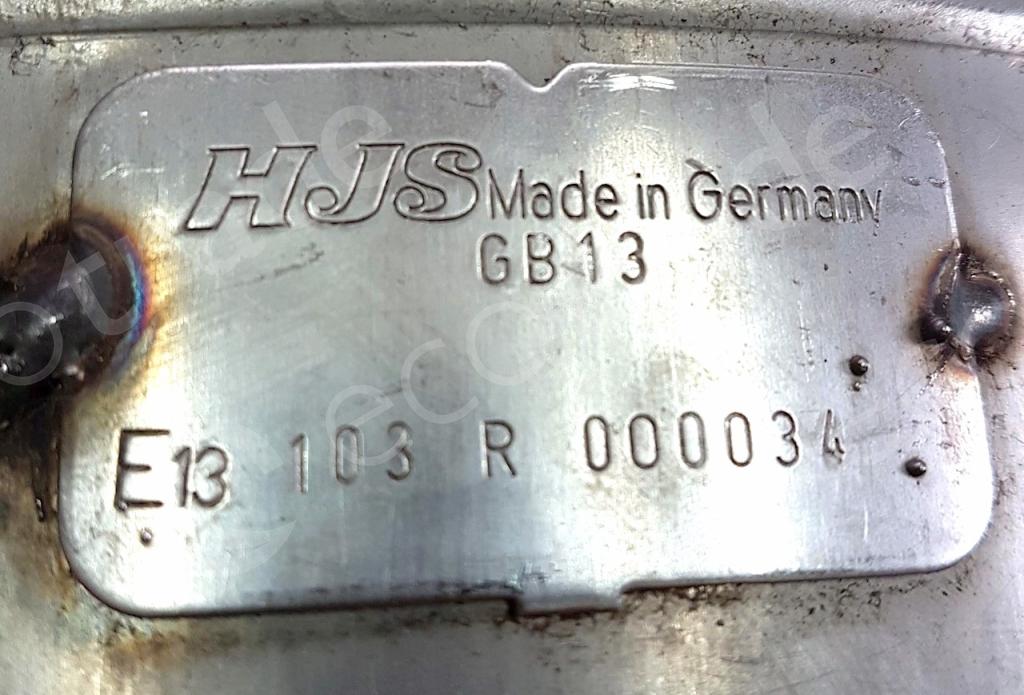 HJS Made in Germany
GB13
E13 103 R 000034